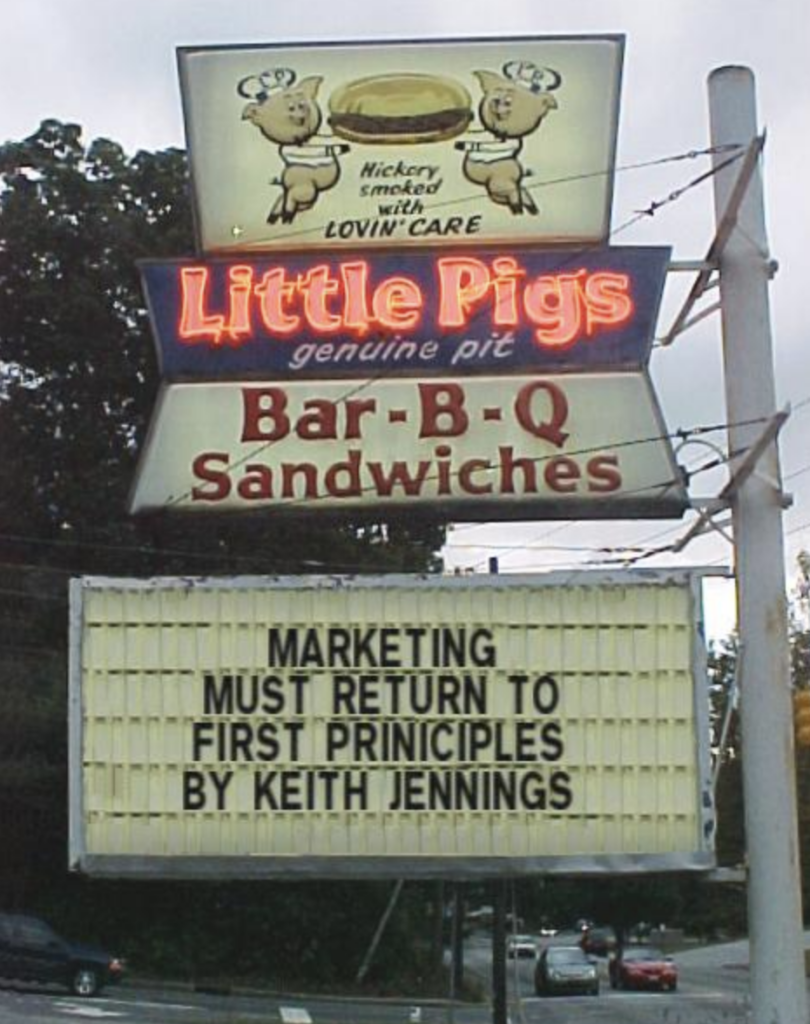 Hickory
smoked
with
LOVIN' CARE
Little Pigs
genuine pit
Bar-B-Q
Sandwiches
MARKETING
MUST RETURN TO
FIRST PRINICIPLES
BY KEITH JENNINGS